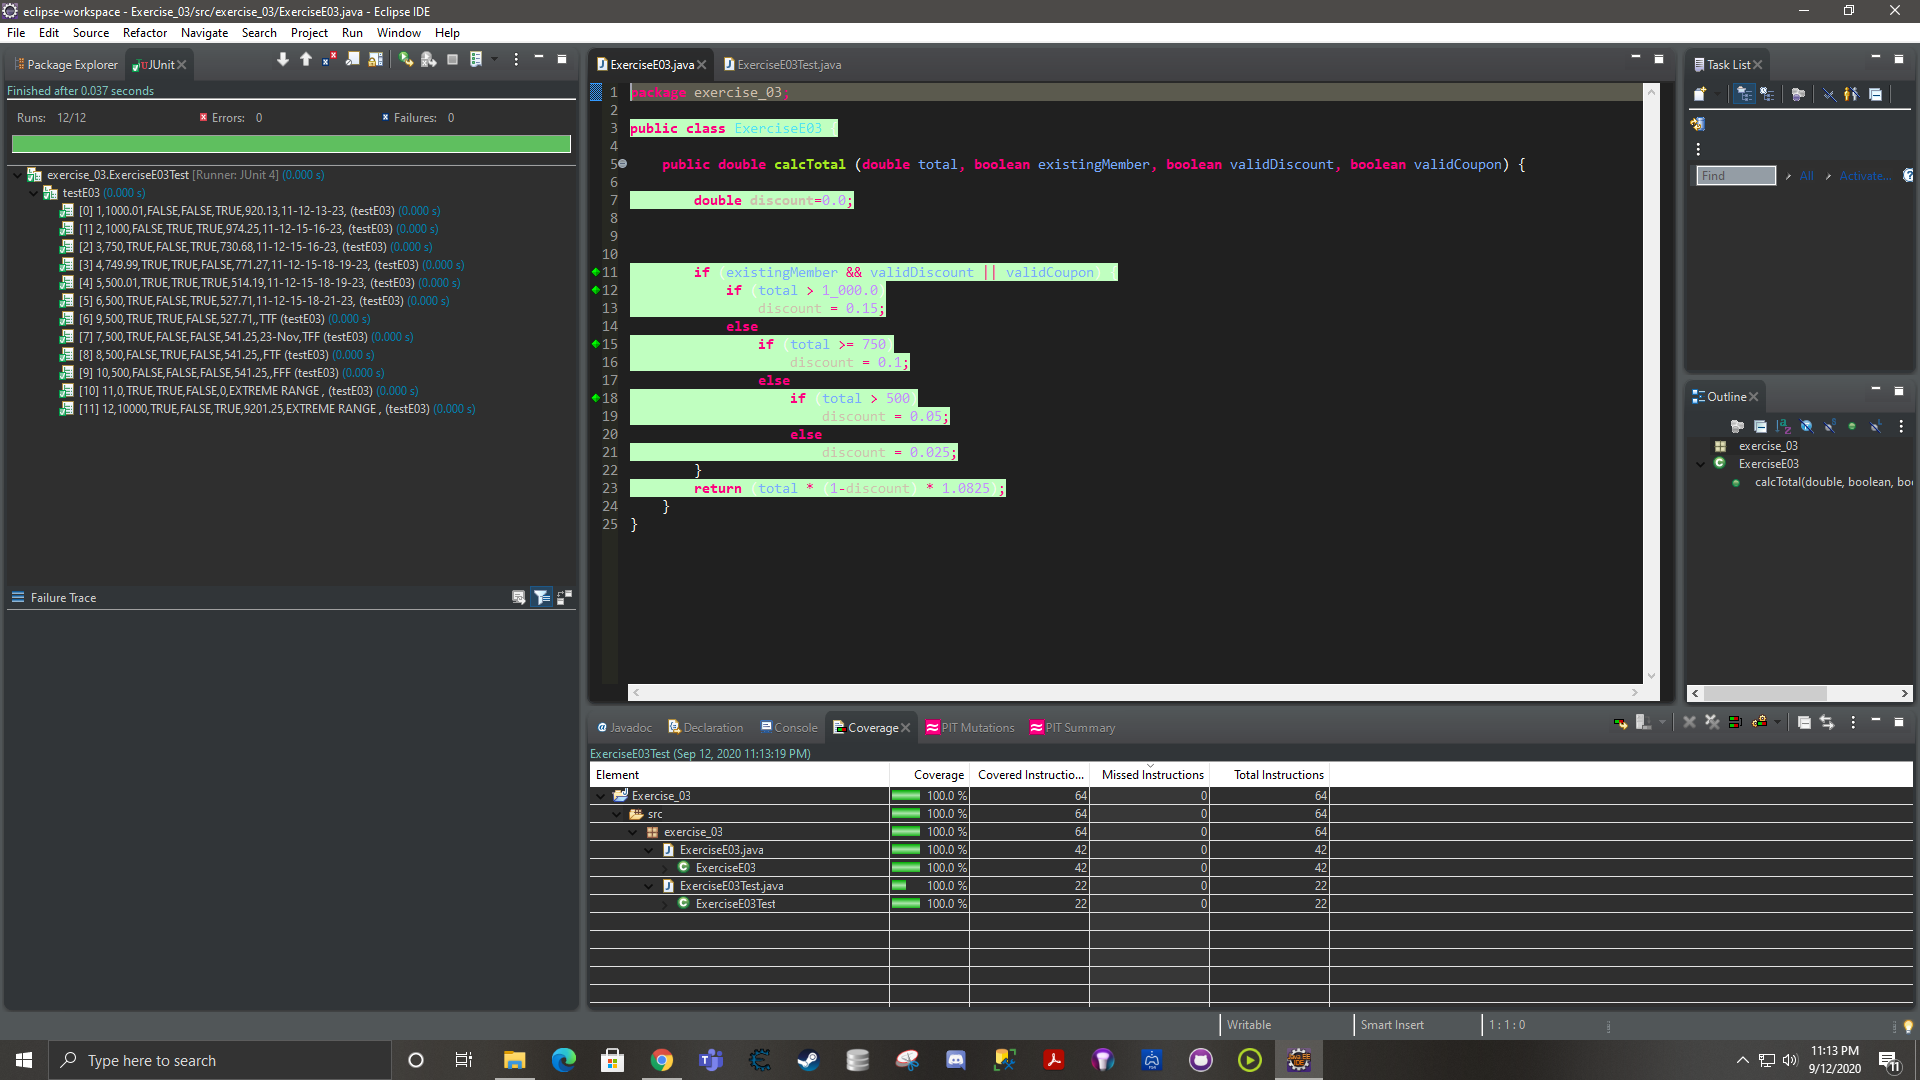 eclipse-workspace - Exercise_03/src/exercise_03/ExerciseE03.java - Eclipse IDE
File Edit Source Refactor Navigate Search Project Run Window Help
Package Explorer JUnit
Finished after 0.037 seconds
Runs: 12/12 Errors: 0 Failures: 0
exercise_03.ExerciseE03Test [Runner: JUnit 4] (0.000 s)
testE03 (0.000 s)
[0] 1,1000.01,FALSE,FALSE,TRUE,920.13,11-12-13-23, (testE03) (0.000 s)
[1] 2,1000,FALSE,TRUE,TRUE,974.25,11-12-15-16-23, (testE03) (0.000 s)
[2] 3,750,TRUE,FALSE,TRUE,730.68,11-12-15-16-23, (testE03) (0.000 s)
[3] 4,749.99,TRUE,TRUE,FALSE,771.27,11-12-15-18-19-23, (testE03) (0.000 s)
[4] 5,500.01,TRUE,TRUE,TRUE,514.19,11-12-15-18-19-23, (testE03) (0.000 s)
[5] 6,500,TRUE,FALSE,TRUE,527.71,11-12-15-18-21-23, (testE03) (0.000 s)
[6] 9,500,TRUE,TRUE,FALSE,527.71,,TTF (testE03) (0.000 s)
[7] 7,500,TRUE,FALSE,FALSE,541.25,23-Nov,TFF (testE03) (0.000 s)
[8] 8,500,FALSE,TRUE,FALSE,541.25,,FTF (testE03) (0.000 s)
[9] 10,500,FALSE,FALSE,FALSE,541.25,,FFF (testE03) (0.000 s)
[10] 11,0,TRUE,TRUE,FALSE,0,EXTREME RANGE , (testE03) (0.000 s)
[11] 12,10000,TRUE,FALSE,TRUE,9201.25,EXTREME RANGE , (testE03) (0.000 s)
Failure Trace
ExerciseE03.java ExerciseE03Test.java
1 package exercise_03;
2
3 public class ExerciseE03 {
4
5 public double calcTotal (double total, boolean existingMember, boolean validDiscount, boolean validCoupon) {
6
7 double discount=0.0;
8
9
10
11 if (existingMember && validDiscount || validCoupon) {
12 if (total > 1_000.0)
13 discount = 0.15;
14 else
15 if (total >= 750)
16 discount = 0.1;
17 else
18 if (total > 500)
19 discount = 0.05;
20 else
21 discount = 0.025;
22 }
23 return (total * (1-discount) * 1.0825);
24 }
25 }
Task List
Find All Activate...
Outline
exercise_03
ExerciseE03
calcTotal(double, boolean, boo
Javadoc Declaration Console Coverage PIT Mutations PIT Summary
ExerciseE03Test (Sep 12, 2020 11:13:19 PM)
Element Coverage Covered Instructio... Missed Instructions Total Instructions
Exercise_03 100.0 % 64 0 64
src 100.0 % 64 0 64
exercise_03 100.0 % 64 0 64
ExerciseE03.java 100.0 % 42 0 42
ExerciseE03 100.0 % 42 0 42
ExerciseE03Test.java 100.0 % 22 0 22
ExerciseE03Test 100.0 % 22 0 22
Writable Smart Insert 1 : 1 : 0
Type here to search
11:13 PM
9/12/2020
11